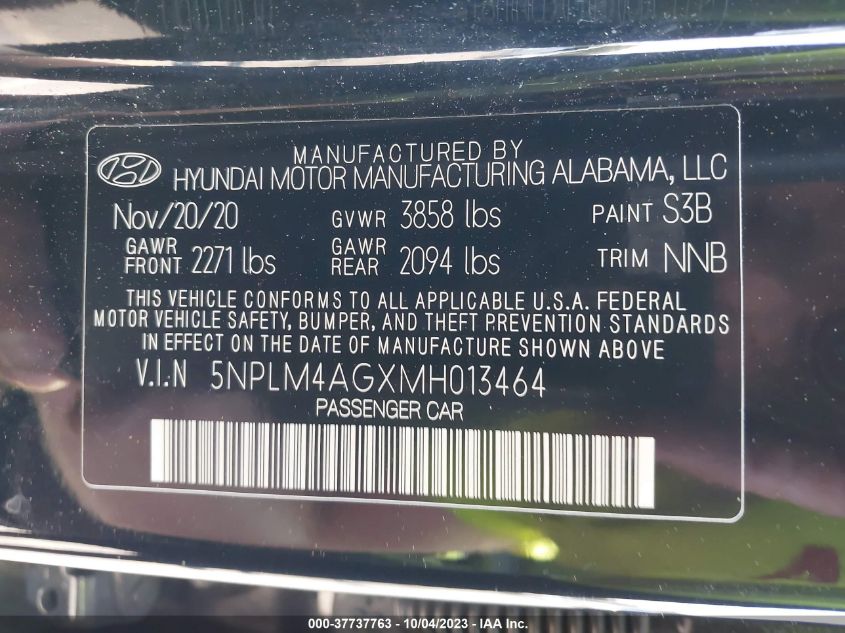 MANUFACTURED BY
HYUNDAI MOTOR MANUFACTURING ALABAMA, LLC
Nov/20/20 GVWR 3858 lbs PAINT S3B
GAWR FRONT 2271 lbs GAWR REAR 2094 lbs TRIM NNB
THIS VEHICLE CONFORMS TO ALL APPLICABLE U.S.A. FEDERAL
MOTOR VEHICLE SAFETY, BUMPER, AND THEFT PREVENTION STANDARDS
IN EFFECT ON THE DATE OF MANUFACTURE SHOWN ABOVE
V.I.N 5NPLM4AGXMH013464
PASSENGER CAR
000-37737763 - 10/04/2023 - IAA Inc.